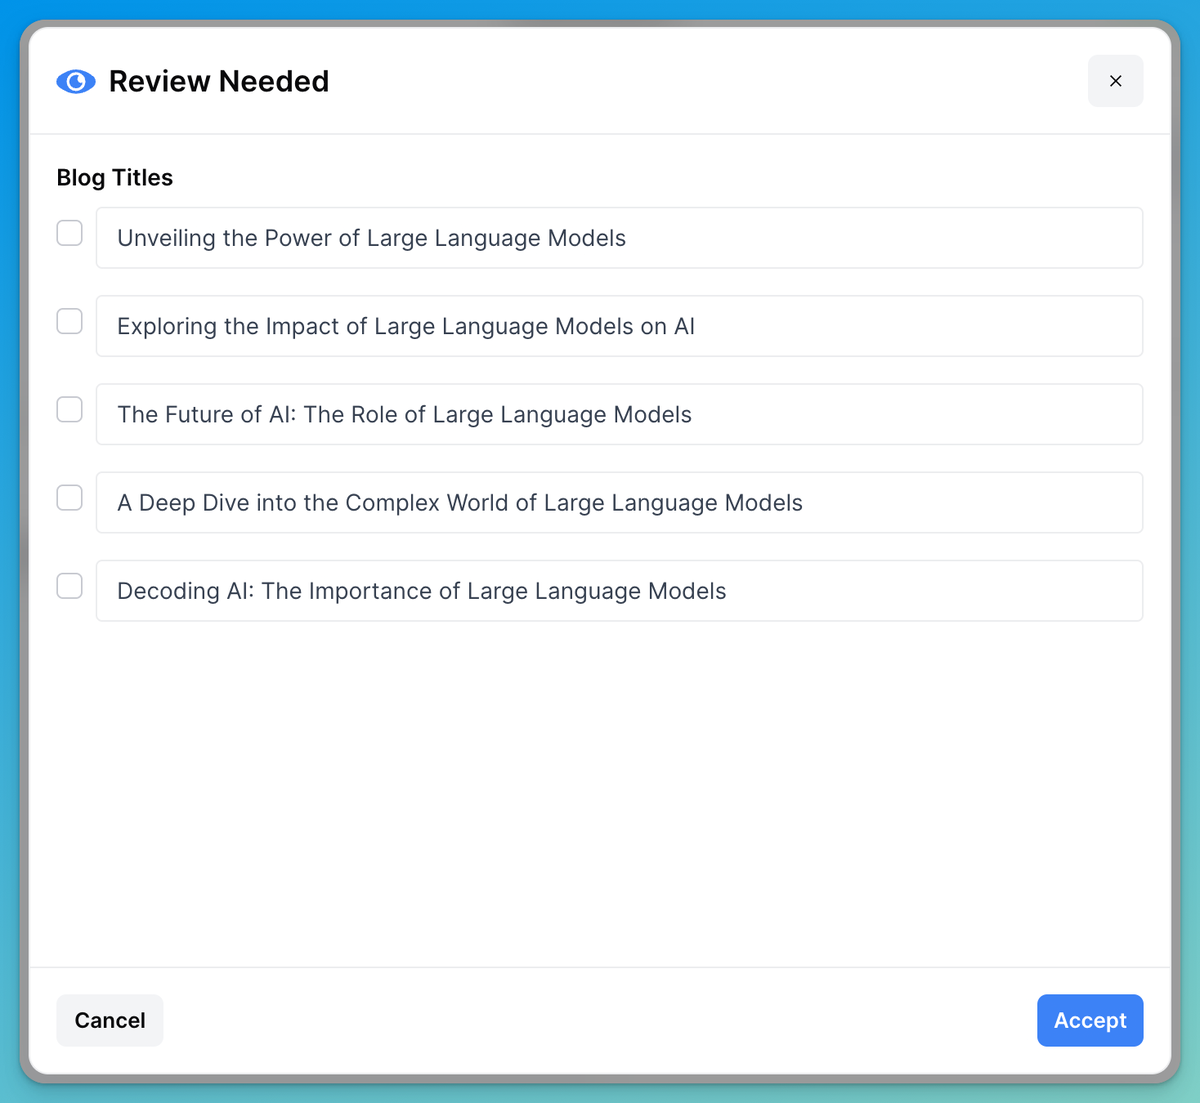 Review Needed
Blog Titles
Unveiling the Power of Large Language Models
Exploring the Impact of Large Language Models on AI
The Future of AI: The Role of Large Language Models
A Deep Dive into the Complex World of Large Language Models
Decoding AI: The Importance of Large Language Models
Cancel
Accept